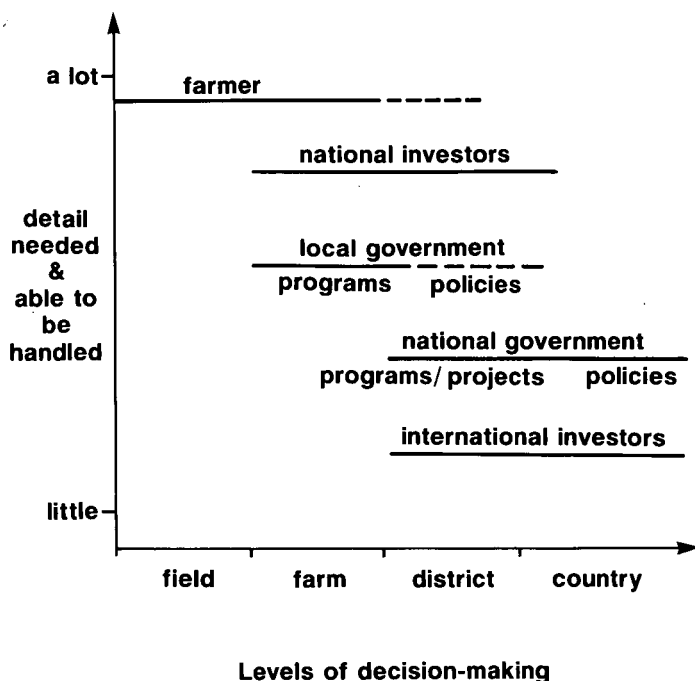 a lot
farmer
national investors
detail
needed
&
able to
be
handled
local government
programs policies
national government
programs/projects policies
international investors
little
field farm district country
Levels of decision-making